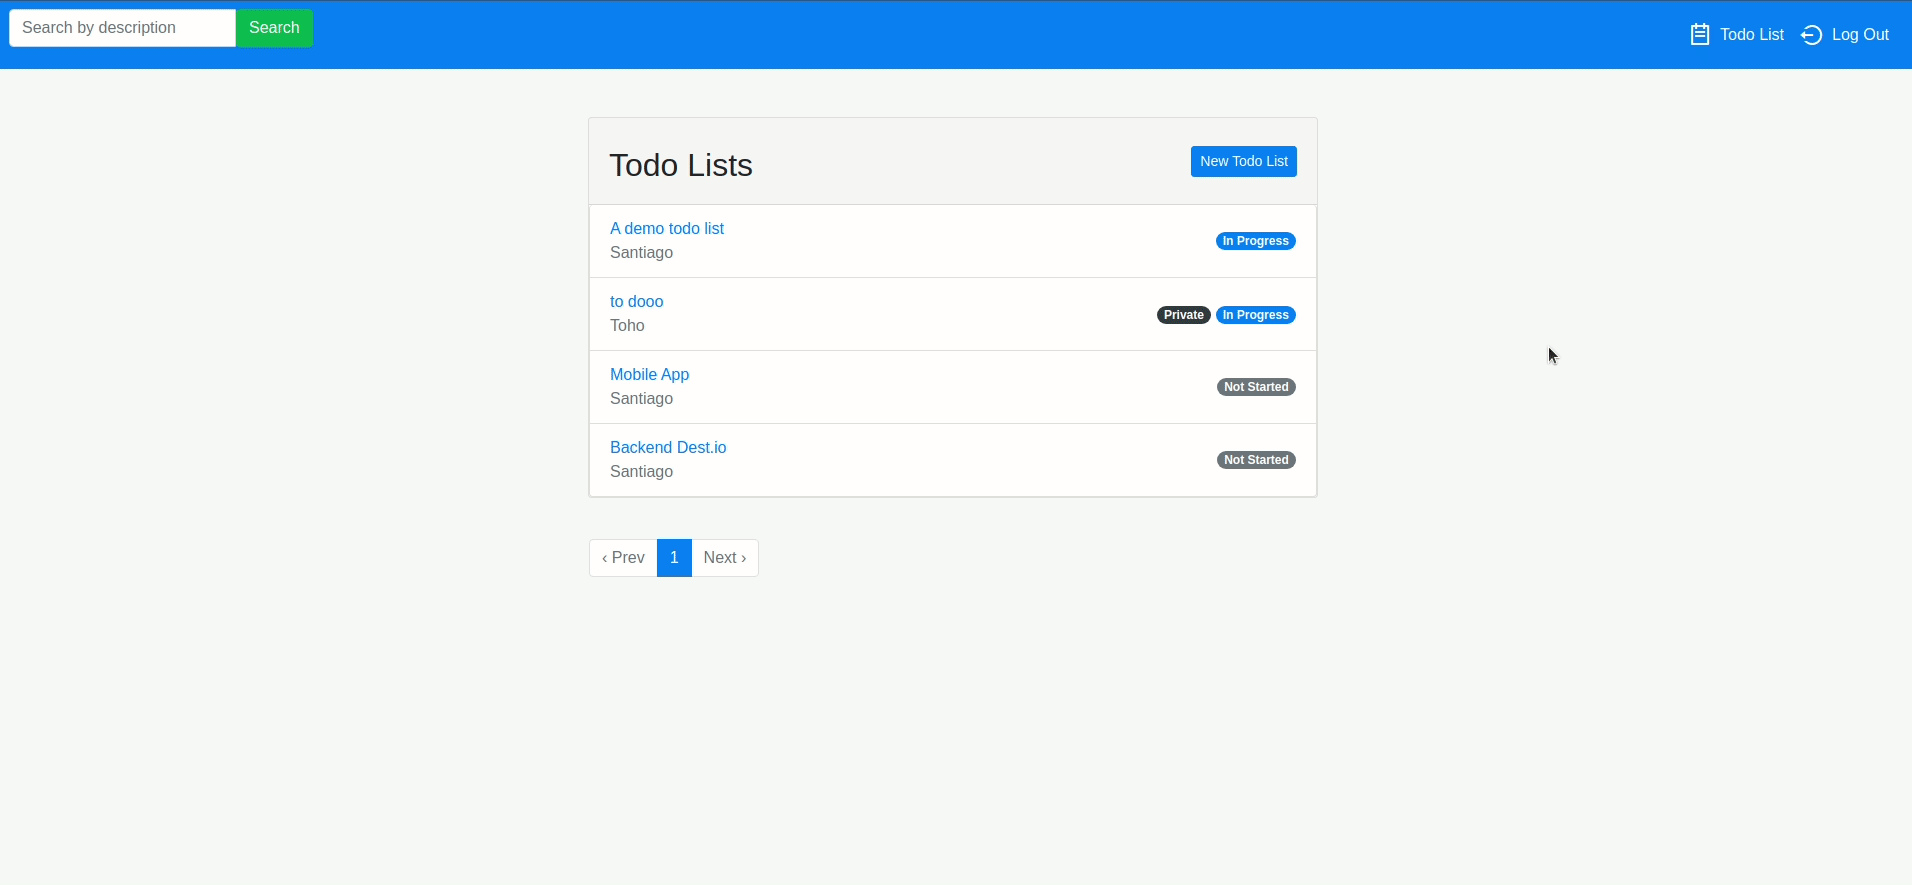 Search by description Search Todo List Log Out
Todo Lists New Todo List
A demo todo list
Santiago
In Progress
to dooo
Toho
Private In Progress
Mobile App
Santiago
Not Started
Backend Dest.io
Santiago
Not Started
‹ Prev 1 Next ›